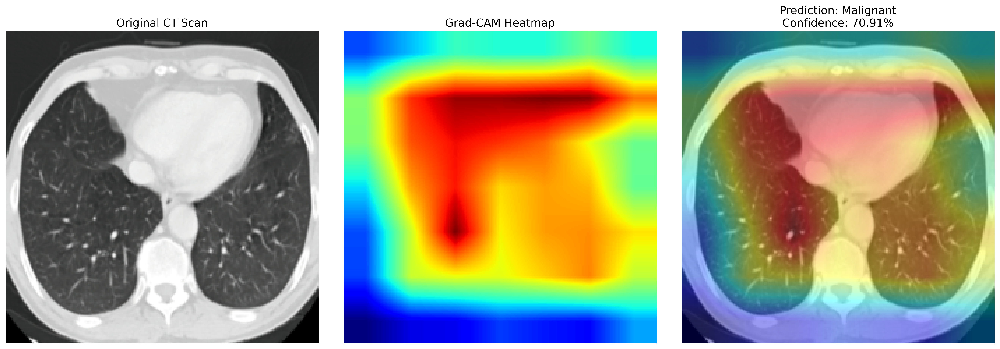 Original CT Scan
Grad-CAM Heatmap
Prediction: Malignant
Confidence: 70.91%